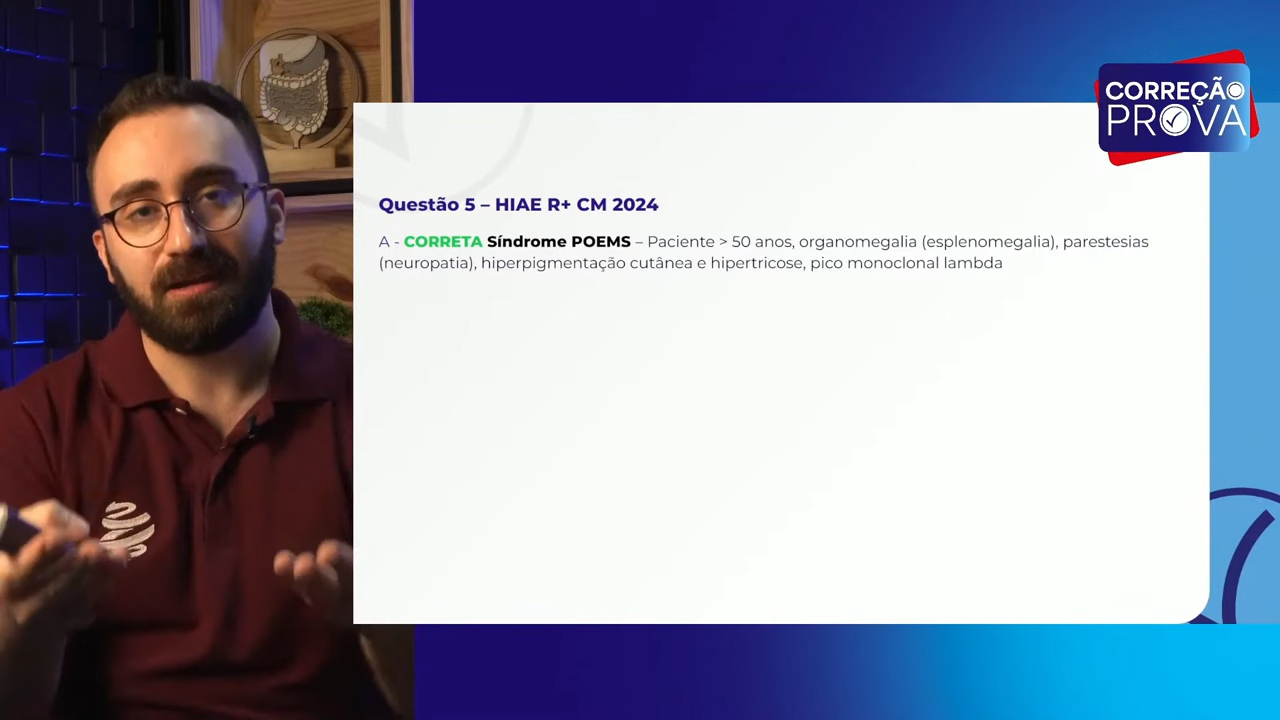 CORREÇÃO
PROVA
Questão 5 – HIAE R+ CM 2024
A - CORRETA Síndrome POEMS – Paciente > 50 anos, organomegalia (esplenomegalia), parestesias
(neuropatia), hiperpigmentação cutânea e hipertricose, pico monoclonal lambda